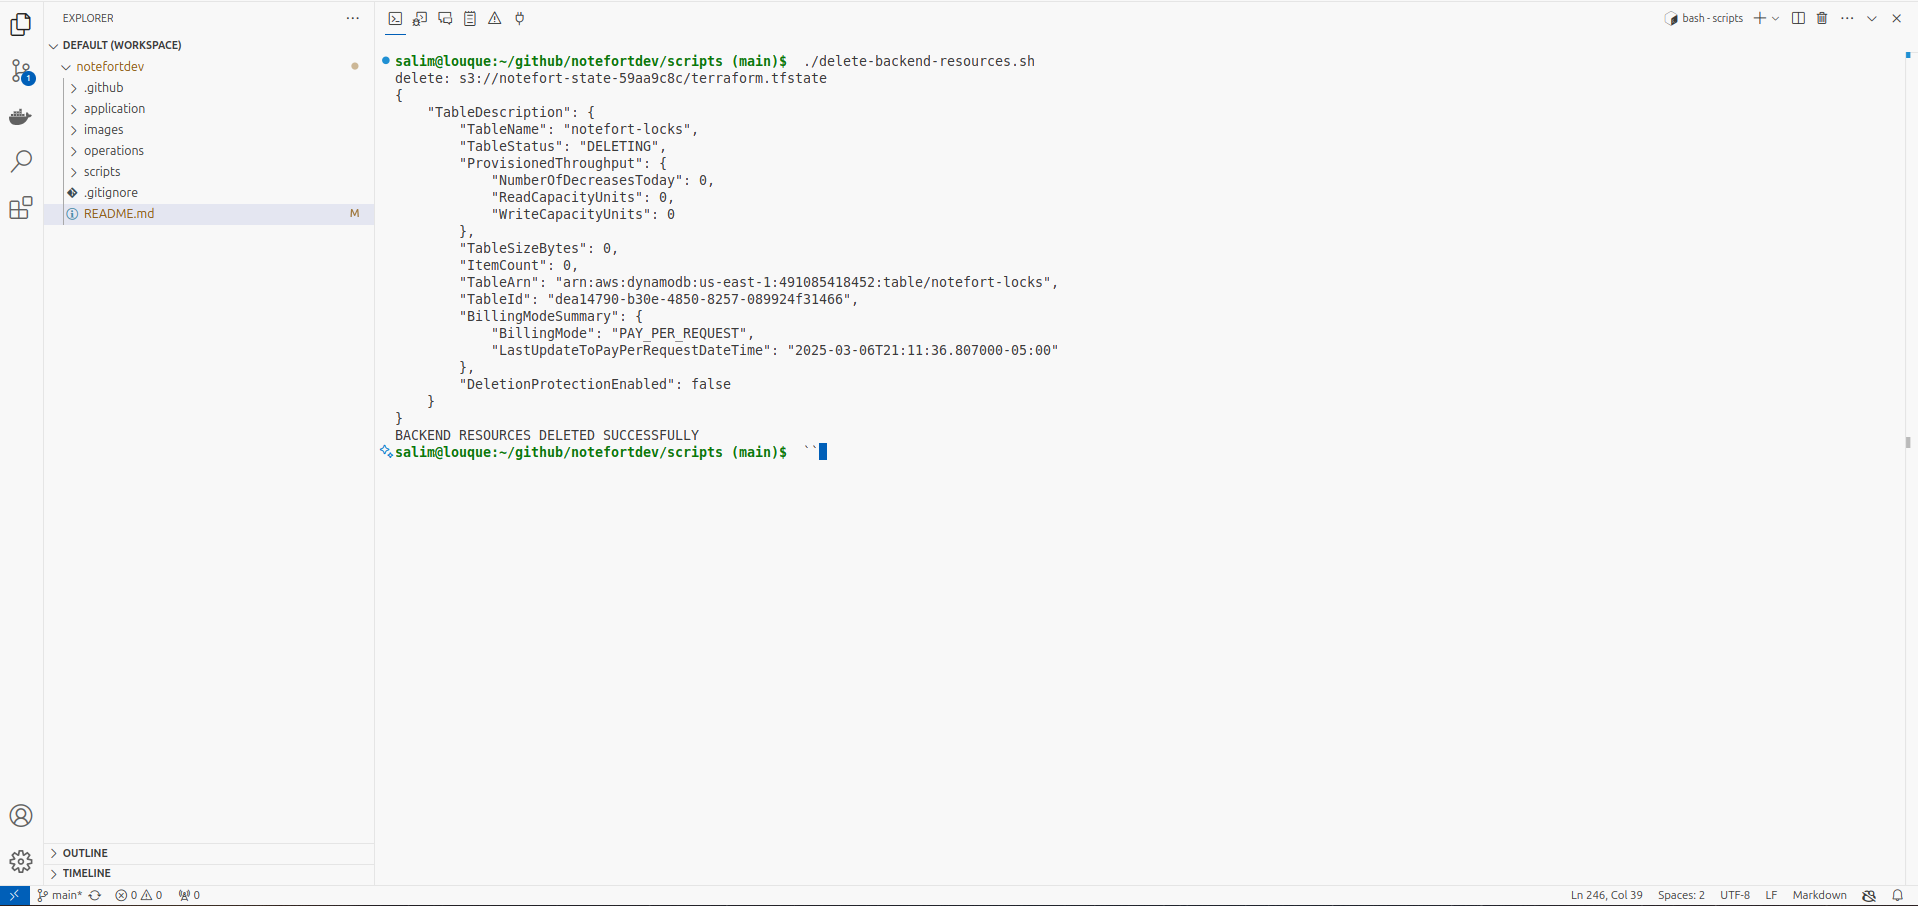 EXPLORER
bash - scripts
DEFAULT (WORKSPACE)
notefortdev
.github
application
images
operations
scripts
.gitignore
README.md M
1
salim@louque:~/github/notefortdev/scripts (main)$ ./delete-backend-resources.sh
delete: s3://notefort-state-59aa9c8c/terraform.tfstate
{
"TableDescription": {
"TableName": "notefort-locks",
"TableStatus": "DELETING",
"ProvisionedThroughput": {
"NumberOfDecreasesToday": 0,
"ReadCapacityUnits": 0,
"WriteCapacityUnits": 0
},
"TableSizeBytes": 0,
"ItemCount": 0,
"TableArn": "arn:aws:dynamodb:us-east-1:491085418452:table/notefort-locks",
"TableId": "dea14790-b30e-4850-8257-089924f31466",
"BillingModeSummary": {
"BillingMode": "PAY_PER_REQUEST",
"LastUpdateToPayPerRequestDateTime": "2025-03-06T21:11:36.807000-05:00"
},
"DeletionProtectionEnabled": false
}
}
BACKEND RESOURCES DELETED SUCCESSFULLY
salim@louque:~/github/notefortdev/scripts (main)$ ``
OUTLINE
TIMELINE
main* 0 0 0
Ln 246, Col 39 Spaces: 2 UTF-8 LF Markdown